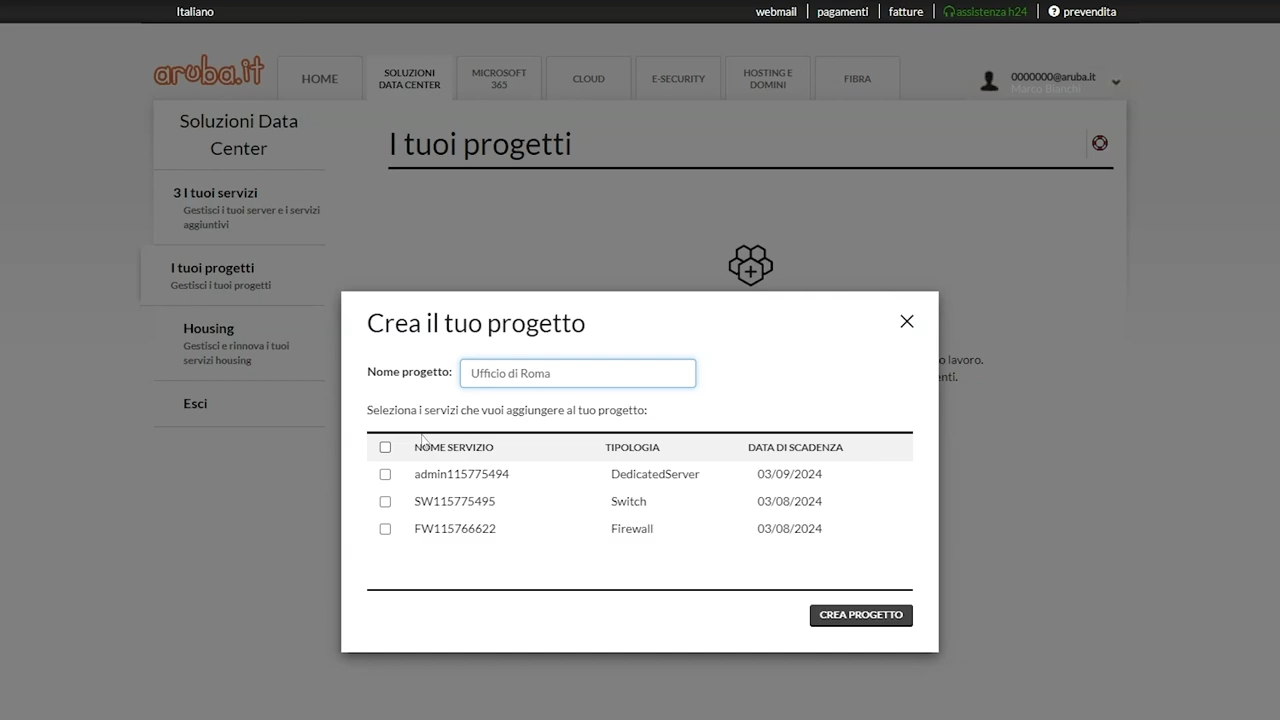 Italiano
webmail
pagamenti
fatture
assistenza h24
prevendita
aruba.it
HOME
SOLUZIONI
DATA CENTER
MICROSOFT
365
CLOUD
E-SECURITY
HOSTING E
DOMINI
FIBRA
0000000@aruba.it
Marco Bianchi
Soluzioni Data
Center
3 I tuoi servizi
Gestisci i tuoi server e i servizi
aggiuntivi
I tuoi progetti
Gestisci i tuoi progetti
Housing
Gestisci e rinnova i tuoi
servizi housing
Esci
I tuoi progetti
o lavoro.
enti.
Crea il tuo progetto
Nome progetto: Ufficio di Roma
Seleziona i servizi che vuoi aggiungere al tuo progetto:
NOME SERVIZIO TIPOLOGIA DATA DI SCADENZA
admin115775494 DedicatedServer 03/09/2024
SW115775495 Switch 03/08/2024
FW115766622 Firewall 03/08/2024
CREA PROGETTO